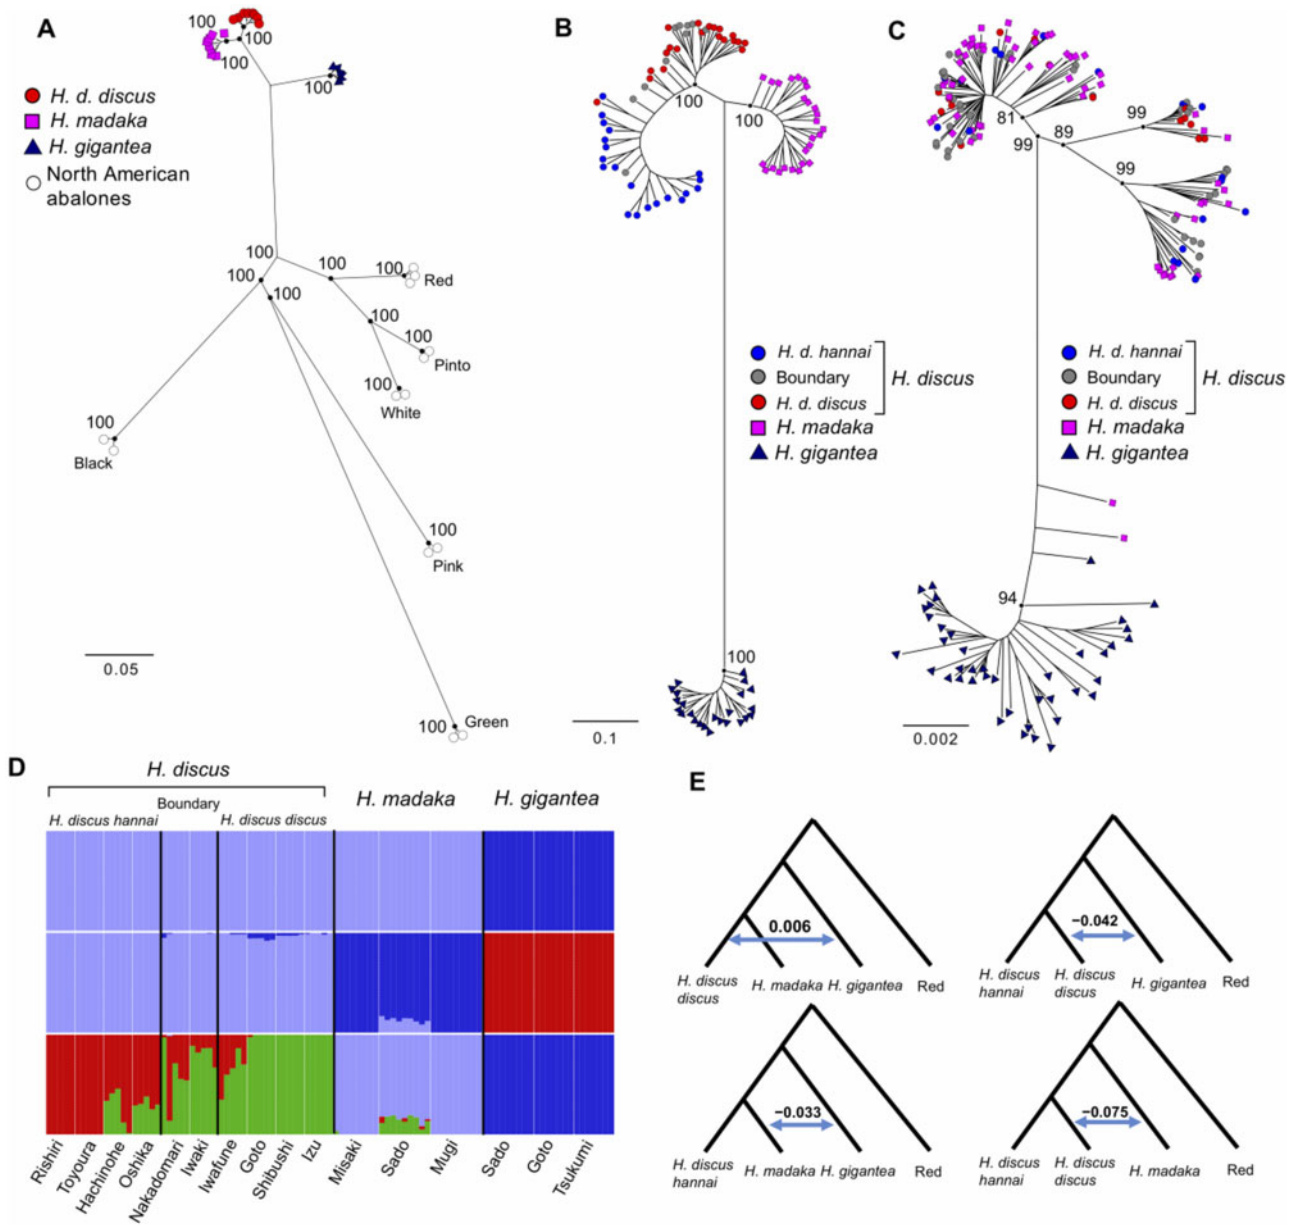 A
100
100
100
100
H. d. discus
H. madaka
H. gigantea
North American
abalones
100
100
100
100
100
Red
100
100
Pinto
100
White
100
Black
100
Pink
100
Green
0.05
B
100
100
H. d. hannai
Boundary
H. d. discus
H. discus
H. madaka
H. gigantea
100
0.1
C
81
99
89
99
99
H. d. hannai
Boundary
H. d. discus
H. discus
H. madaka
H. gigantea
94
0.002
D
H. discus
Boundary
H. discus hannai
H. discus discus
H. madaka
H. gigantea
Rishiri
Toyoura
Hachinohe
Oshika
Nakadomari
Iwaki
Iwafune
Goto
Shibushi
Izu
Misaki
Sado
Mugi
Sado
Goto
Tsukumi
E
0.006
H. discus
discus
H. madaka
H. gigantea
Red
−0.042
H. discus
hannai
H. discus
discus
H. gigantea
Red
−0.033
H. discus
hannai
H. madaka
H. gigantea
Red
−0.075
H. discus
hannai
H. discus
discus
H. madaka
Red